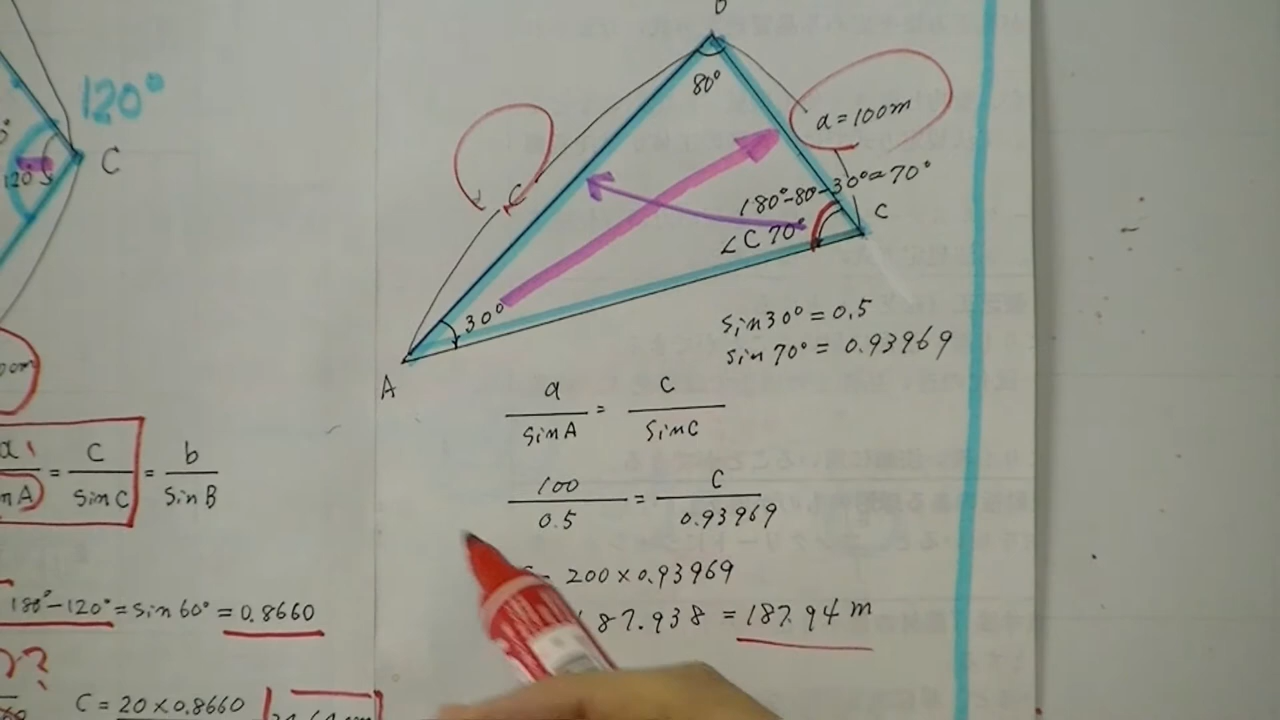 120°
C
120°
80°
a=100m
180°-80-30°=70°
∠C 70°
C
C
30°
A
sin30°=0.5
sin 70°= 0.93969
a/sinA = C/sinC
100/0.5 = C/0.93969
200×0.93969
187.938 = 187.94 m
C/sinC = b/sinB
180°-120°=sin60°=0.8660
C = 20×0.8660